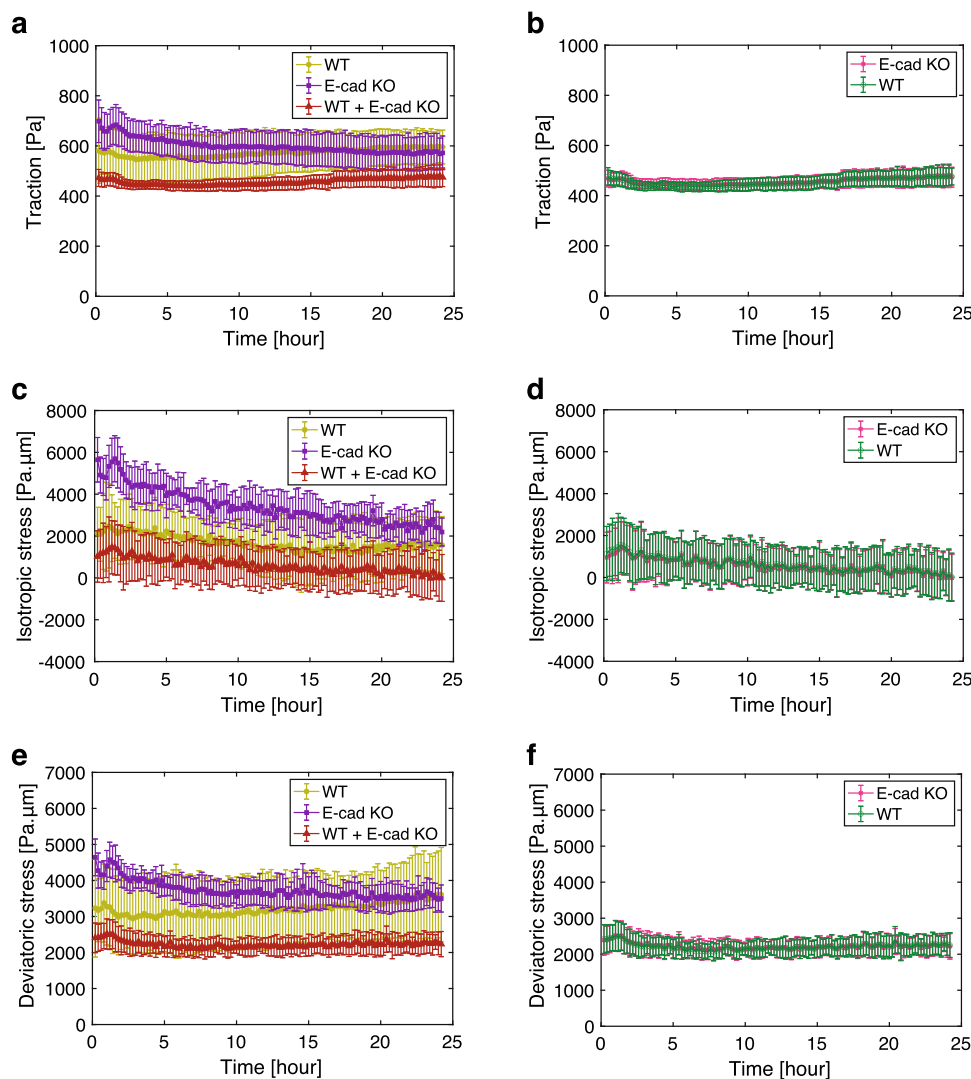 a
1000
800
600
400
200
0
Traction [Pa]
WT
E-cad KO
WT + E-cad KO
0 5 10 15 20 25
Time [hour]
b
1000
800
600
400
200
0
Traction [Pa]
E-cad KO
WT
0 5 10 15 20 25
Time [hour]
c
8000
6000
4000
2000
0
-2000
-4000
Isotropic stress [Pa.µm]
WT
E-cad KO
WT + E-cad KO
0 5 10 15 20 25
Time [hour]
d
8000
6000
4000
2000
0
-2000
-4000
Isotropic stress [Pa.µm]
E-cad KO
WT
0 5 10 15 20 25
Time [hour]
e
7000
6000
5000
4000
3000
2000
1000
0
Deviatoric stress [Pa.µm]
WT
E-cad KO
WT + E-cad KO
0 5 10 15 20 25
Time [hour]
f
7000
6000
5000
4000
3000
2000
1000
0
Deviatoric stress [Pa.µm]
E-cad KO
WT
0 5 10 15 20 25
Time [hour]